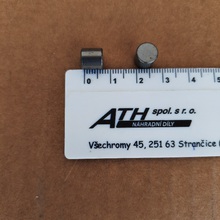 0 1 2 3 4 5
ATH spol. s r. o.
NÁHRADNÍ DÍLY
Všechromy 45, 251 63 Strančice